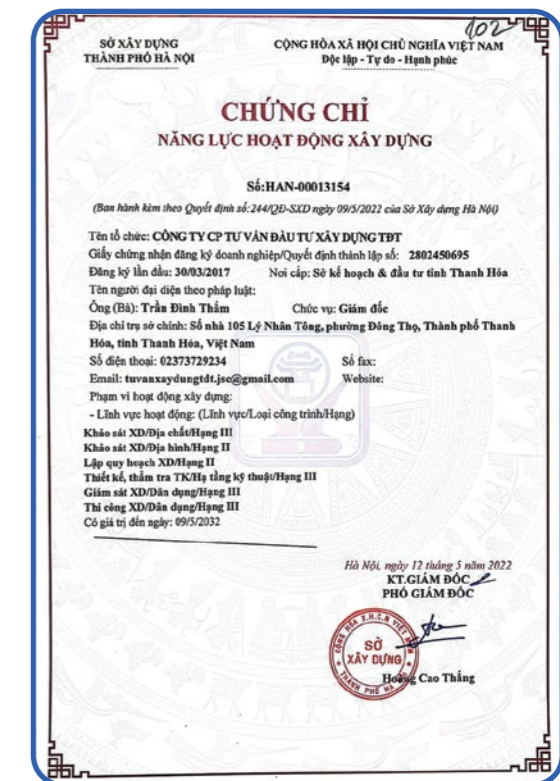 102
SỞ XÂY DỰNG
THÀNH PHỐ HÀ NỘI
CỘNG HÒA XÃ HỘI CHỦ NGHĨA VIỆT NAM
Độc lập - Tự do - Hạnh phúc
CHỨNG CHỈ
NĂNG LỰC HOẠT ĐỘNG XÂY DỰNG
Số:HAN-00013154
(Ban hành kèm theo Quyết định số:244/QĐ-SXD ngày 09/5/2022 của Sở Xây dựng Hà Nội)
Tên tổ chức: CÔNG TY CP TƯ VẤN ĐẦU TƯ XÂY DỰNG TĐT
Giấy chứng nhận đăng ký doanh nghiệp/Quyết định thành lập số: 2802450695
Đăng ký lần đầu: 30/03/2017 Nơi cấp: Sở kế hoạch & đầu tư tỉnh Thanh Hóa
Tên người đại diện theo pháp luật:
Ông (Bà): Trần Đình Thắm Chức vụ: Giám đốc
Địa chỉ trụ sở chính: Số nhà 105 Lý Nhân Tông, phường Đông Thọ, Thành phố Thanh
Hóa, tỉnh Thanh Hóa, Việt Nam
Số điện thoại: 02373729234 Số fax:
Email: tuvanxaydungtdt.jsc@gmail.com Website:
Phạm vi hoạt động xây dựng:
- Lĩnh vực hoạt động: (Lĩnh vực/Loại công trình/Hạng)
Khảo sát XD/Địa chất/Hạng III
Khảo sát XD/Địa hình/Hạng II
Lập quy hoạch XD/Hạng II
Thiết kế, thẩm tra TK/Hạ tầng kỹ thuật/Hạng III
Giám sát XD/Dân dụng/Hạng III
Thi công XD/Dân dụng/Hạng III
Có giá trị đến ngày: 09/5/2032
Hà Nội, ngày 12 tháng 5 năm 2022
KT.GIÁM ĐỐC
PHÓ GIÁM ĐỐC
CỘNG HÒA X.H.C.N VIỆT NAM
SỞ
XÂY DỰNG
THÀNH PHỐ HÀ NỘI
Hoàng Cao Thắng